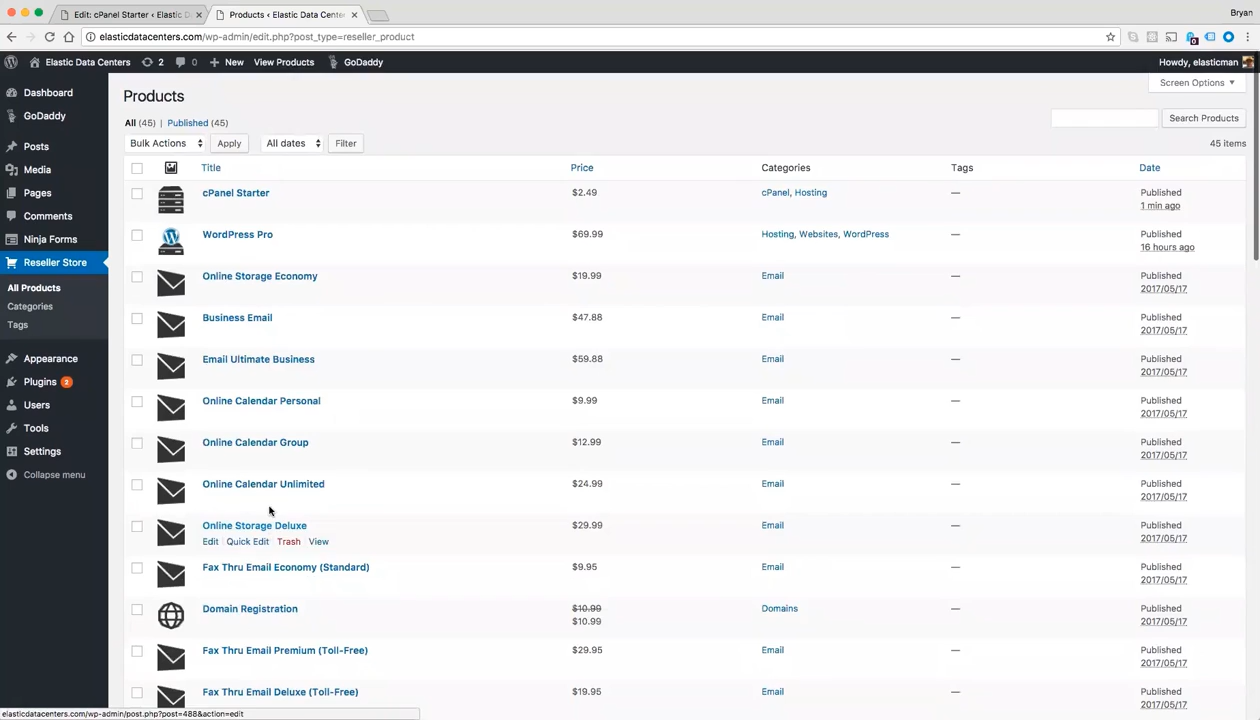 Edit: cPanel Starter ‹ Elastic D
Products ‹ Elastic Data Cente
Bryan
elasticdatacenters.com/wp-admin/edit.php?post_type=reseller_product
0
Elastic Data Centers 2 0 New View Products GoDaddy Howdy, elasticman
Screen Options
Dashboard
GoDaddy
Posts
Media
Pages
Comments
Ninja Forms
Reseller Store
All Products
Categories
Tags
Appearance
Plugins 2
Users
Tools
Settings
Collapse menu
Products
All (45) | Published (45)
Search Products
Bulk Actions Apply All dates Filter
45 items
Title Price Categories Tags Date
cPanel Starter $2.49 cPanel, Hosting — Published
1 min ago
WordPress Pro $69.99 Hosting, Websites, WordPress — Published
16 hours ago
Online Storage Economy $19.99 Email — Published
2017/05/17
Business Email $47.88 Email — Published
2017/05/17
Email Ultimate Business $59.88 Email — Published
2017/05/17
Online Calendar Personal $9.99 Email — Published
2017/05/17
Online Calendar Group $12.99 Email — Published
2017/05/17
Online Calendar Unlimited $24.99 Email — Published
2017/05/17
Online Storage Deluxe $29.99 Email — Published
Edit | Quick Edit | Trash | View 2017/05/17
Fax Thru Email Economy (Standard) $9.95 Email — Published
2017/05/17
Domain Registration $10.99 Domains — Published
$10.99 2017/05/17
Fax Thru Email Premium (Toll-Free) $29.95 Email — Published
2017/05/17
Fax Thru Email Deluxe (Toll-Free) $19.95 Email — Published
2017/05/17
elasticdatacenters.com/wp-admin/post.php?post=488&action=edit